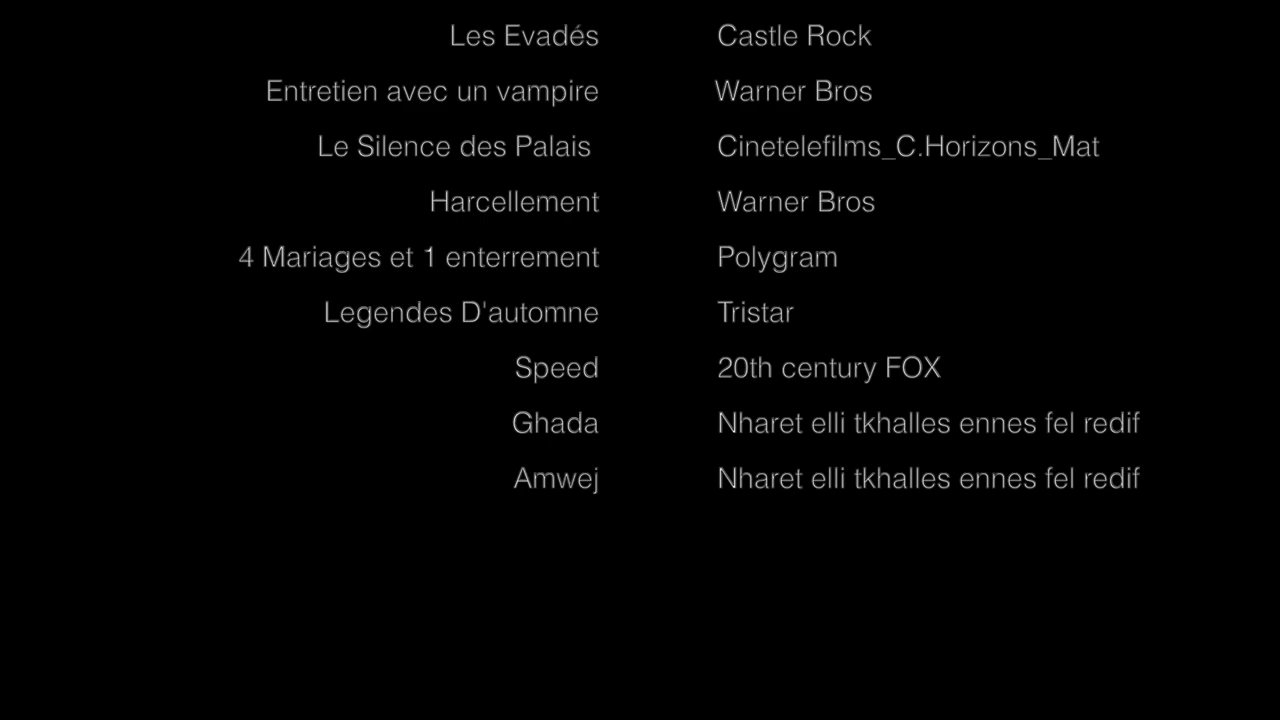 Les Evadés Castle Rock
Entretien avec un vampire Warner Bros
Le Silence des Palais Cinetelefilms_C.Horizons_Mat
Harcellement Warner Bros
4 Mariages et 1 enterrement Polygram
Legendes D'automne Tristar
Speed 20th century FOX
Ghada Nharet elli tkhalles ennes fel redif
Amwej Nharet elli tkhalles ennes fel redif